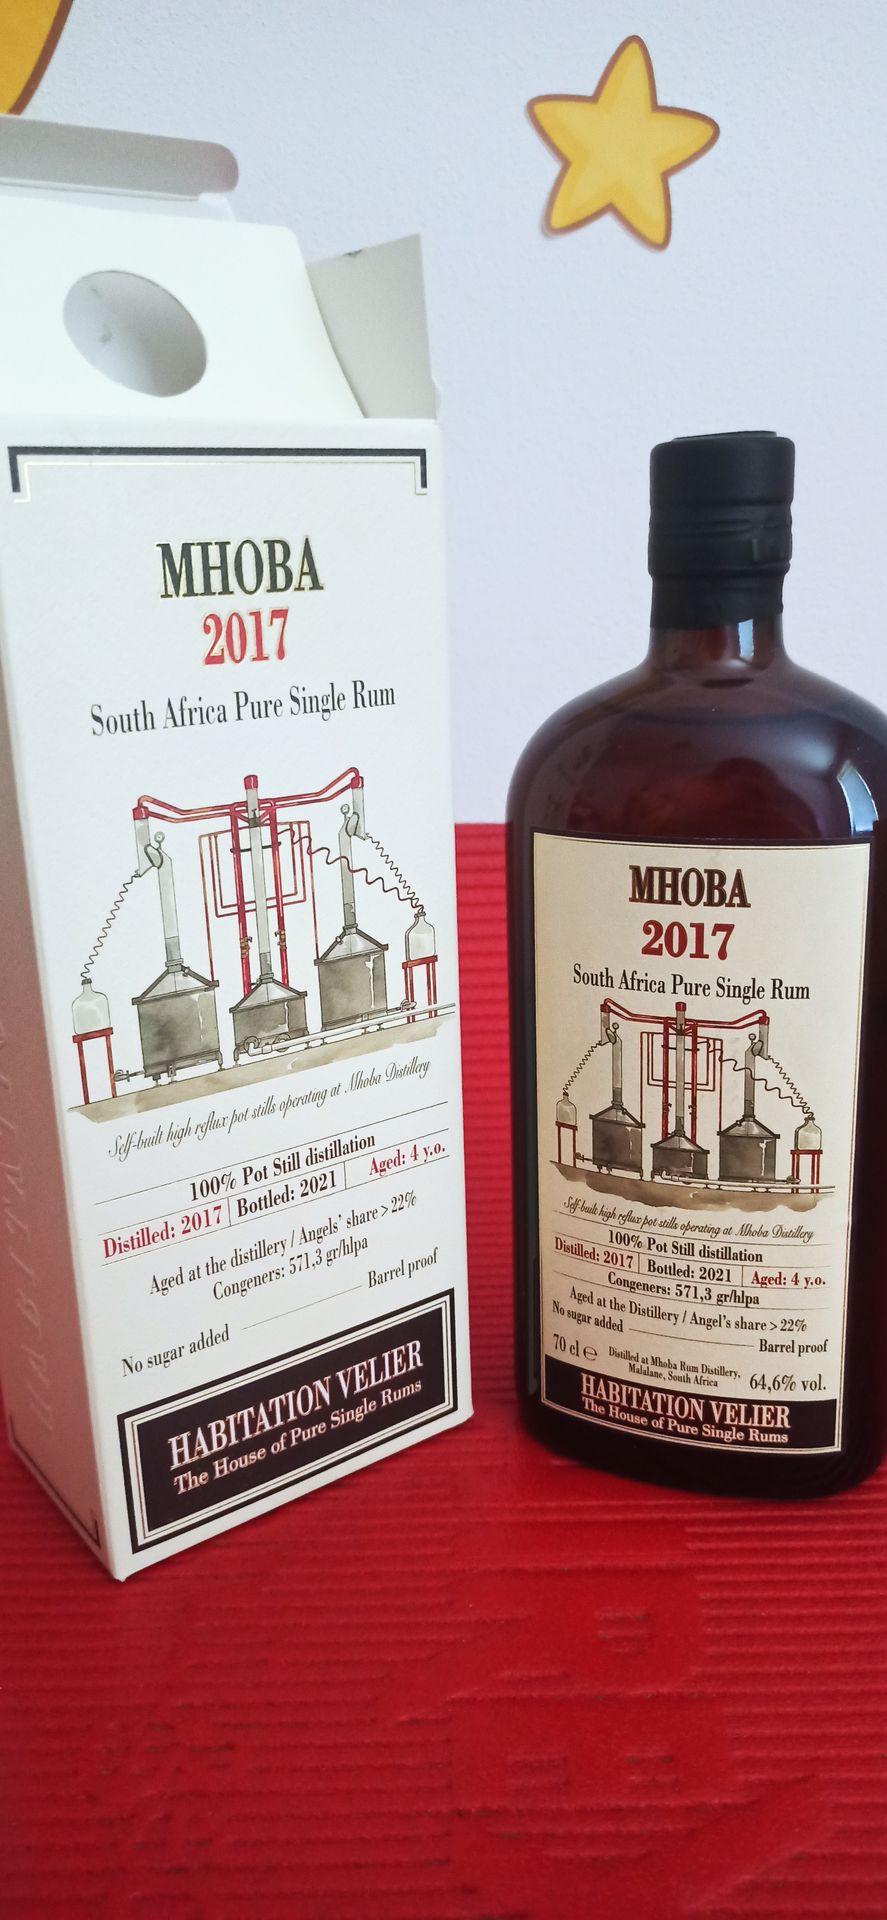 MHOBA
2017
South Africa Pure Single Rum
Self-built high reflux pot stills operating at Mhoba Distillery
100% Pot Still distillation
Distilled: 2017 Bottled: 2021 Aged: 4 y.o.
Aged at the distillery / Angels' share > 22%
Congeners: 571,3 gr/hlpa
No sugar added Barrel proof
HABITATION VELIER
The House of Pure Single Rums
MHOBA
2017
South Africa Pure Single Rum
Self-built high reflux pot stills operating at Mhoba Distillery
100% Pot Still distillation
Distilled: 2017 Bottled: 2021 Aged: 4 y.o.
Congeners: 571,3 gr/hlpa
Aged at the Distillery / Angel's share > 22%
No sugar added Barrel proof
70 cl e Distilled at Mhoba Rum Distillery,
Malalane, South Africa 64,6% vol.
HABITATION VELIER
The House of Pure Single Rums